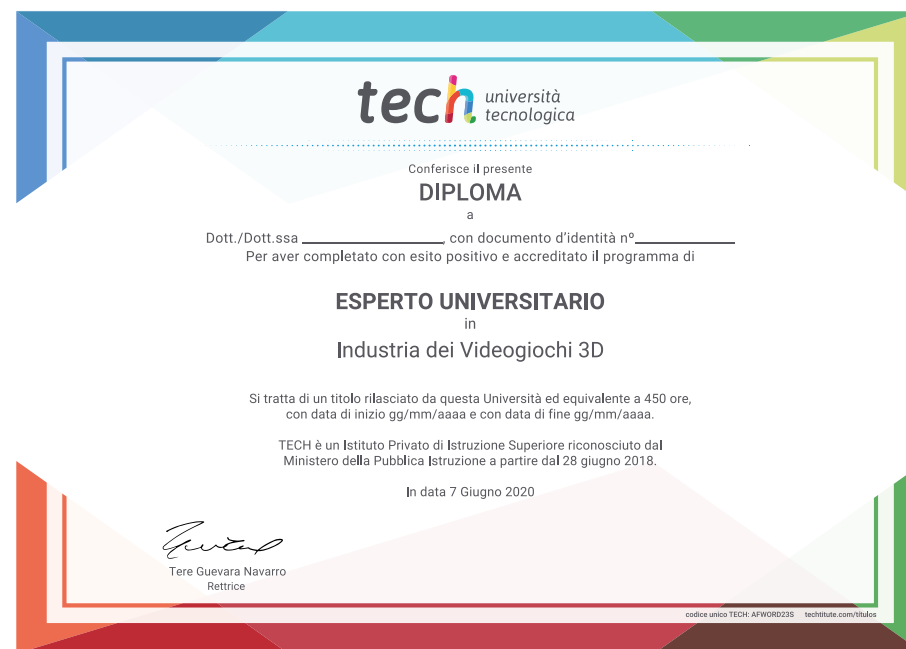 tech università
tecnologica
Conferisce il presente
DIPLOMA
a
Dott./Dott.ssa ____________________, con documento d'identità nº______________
Per aver completato con esito positivo e accreditato il programma di
ESPERTO UNIVERSITARIO
in
Industria dei Videogiochi 3D
Si tratta di un titolo rilasciato da questa Università ed equivalente a 450 ore,
con data di inizio gg/mm/aaaa e con data di fine gg/mm/aaaa.
TECH è un Istituto Privato di Istruzione Superiore riconosciuto dal
Ministero della Pubblica Istruzione a partire dal 28 giugno 2018.
In data 7 Giugno 2020
Tere Guevara Navarro
Rettrice
codice unico TECH: AFWORD23S techtitute.com/titulos